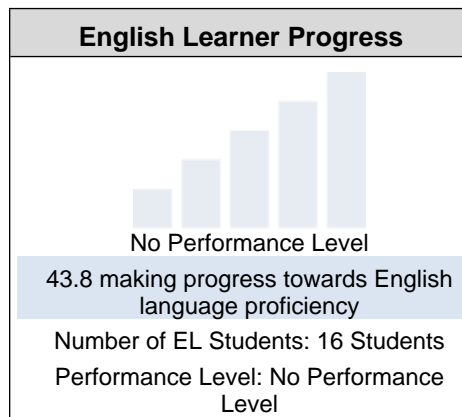 English Learner Progress
No Performance Level
43.8 making progress towards English
language proficiency
Number of EL Students: 16 Students
Performance Level: No Performance
Level